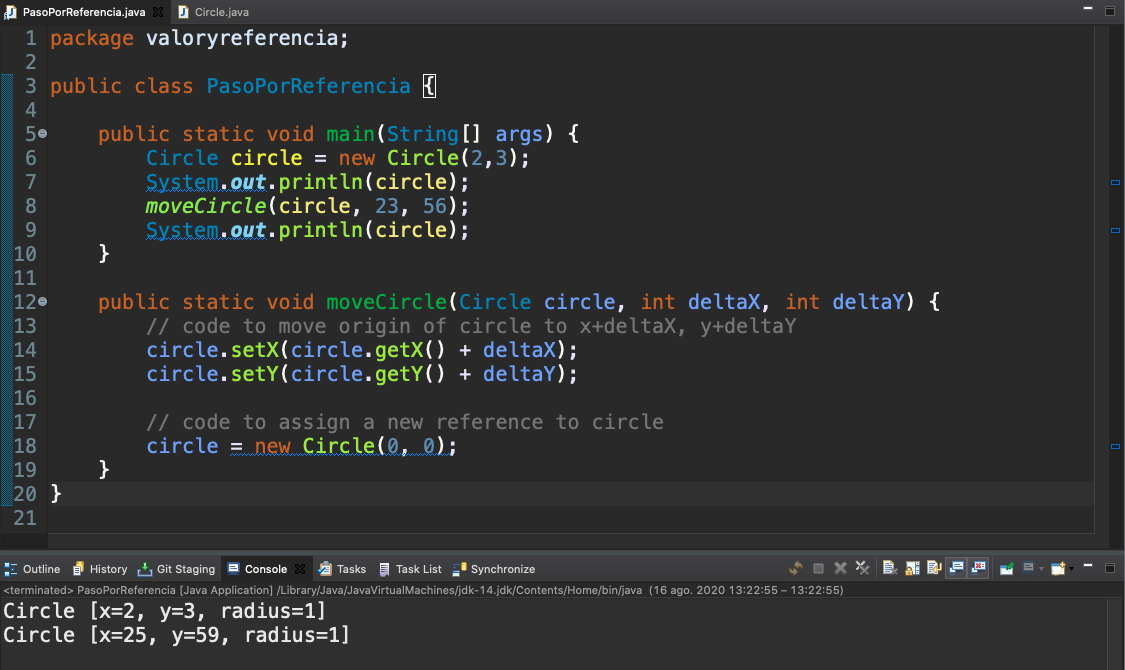 PasoPorReferencia.java Circle.java
1 package valoryreferencia;
2
3 public class PasoPorReferencia {
4
5 public static void main(String[] args) {
6 Circle circle = new Circle(2,3);
7 System.out.println(circle);
8 moveCircle(circle, 23, 56);
9 System.out.println(circle);
10 }
11
12 public static void moveCircle(Circle circle, int deltaX, int deltaY) {
13 // code to move origin of circle to x+deltaX, y+deltaY
14 circle.setX(circle.getX() + deltaX);
15 circle.setY(circle.getY() + deltaY);
16
17 // code to assign a new reference to circle
18 circle = new Circle(0, 0);
19 }
20 }
21
Outline History Git Staging Console Tasks Task List Synchronize
<terminated> PasoPorReferencia [Java Application] /Library/Java/JavaVirtualMachines/jdk-14.jdk/Contents/Home/bin/java (16 ago. 2020 13:22:55 – 13:22:55)
Circle [x=2, y=3, radius=1]
Circle [x=25, y=59, radius=1]